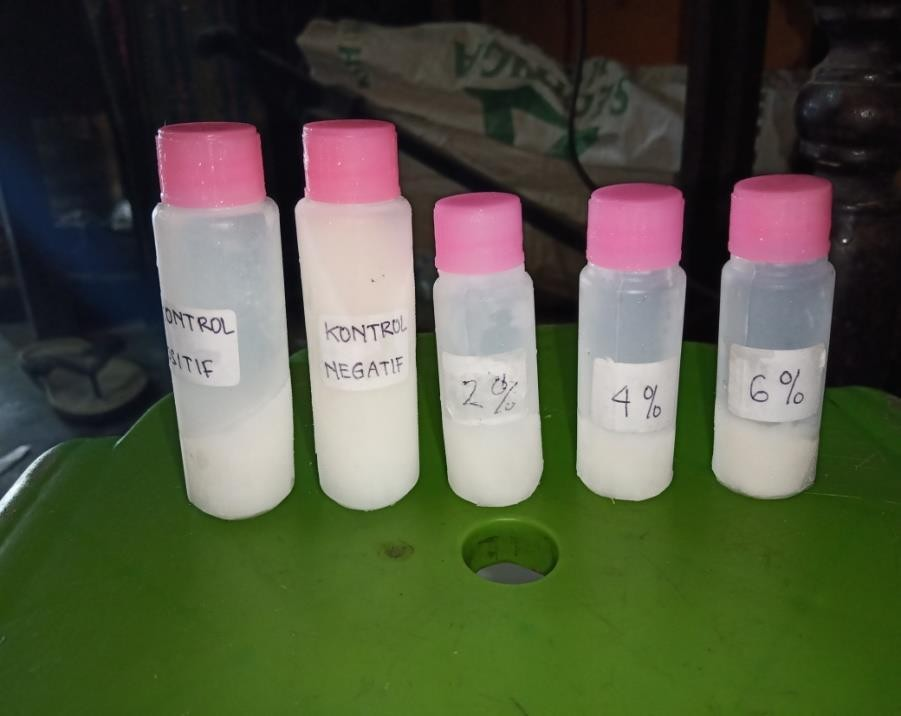 ONTROL
SITIF
KONTROL
NEGATIF
2%
4%
6%